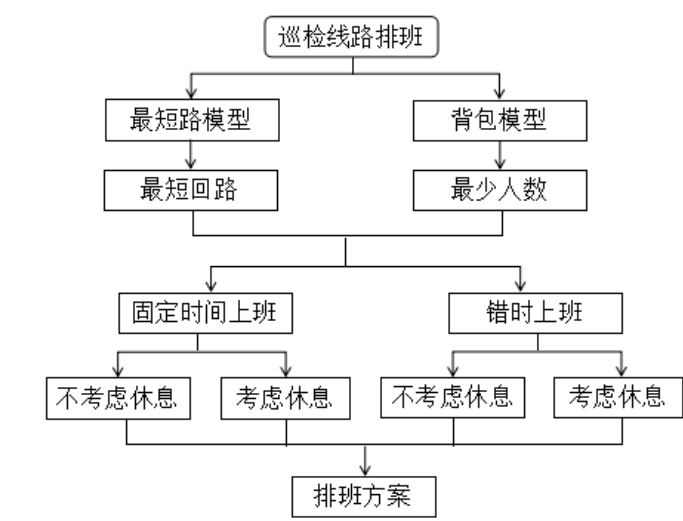 巡检线路排班
最短路模型
背包模型
最短回路
最少人数
固定时间上班
错时上班
不考虑休息
考虑休息
不考虑休息
考虑休息
排班方案